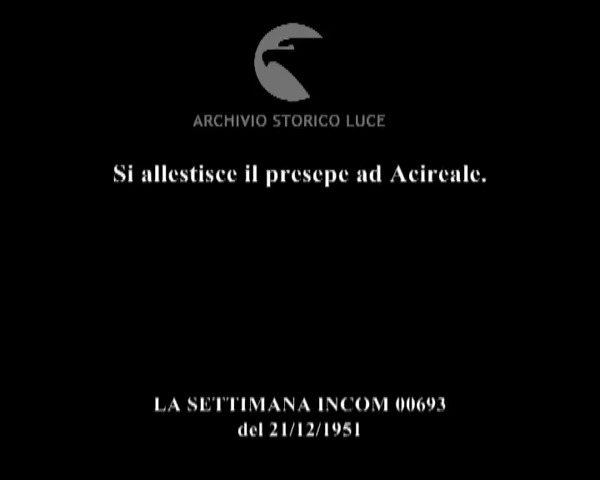 ARCHIVIO STORICO LUCE
Si allestisce il presepe ad Acireale.
LA SETTIMANA INCOM 00693
del 21/12/1951